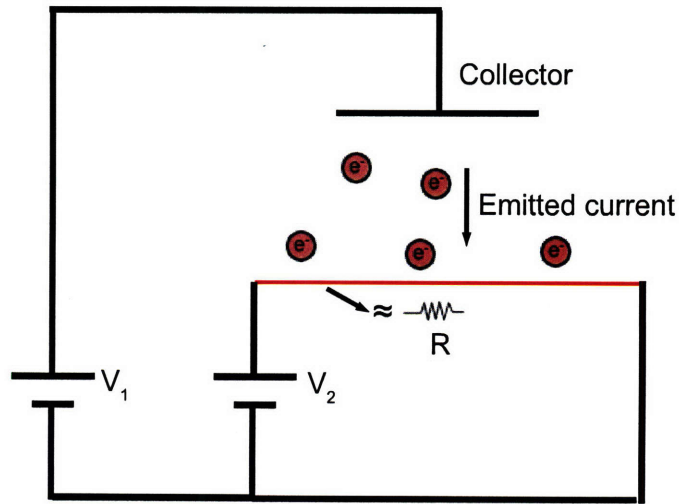 Collector
e⁻
e⁻
Emitted current
e⁻
e⁻
e⁻
≈
R
V₁
V₂